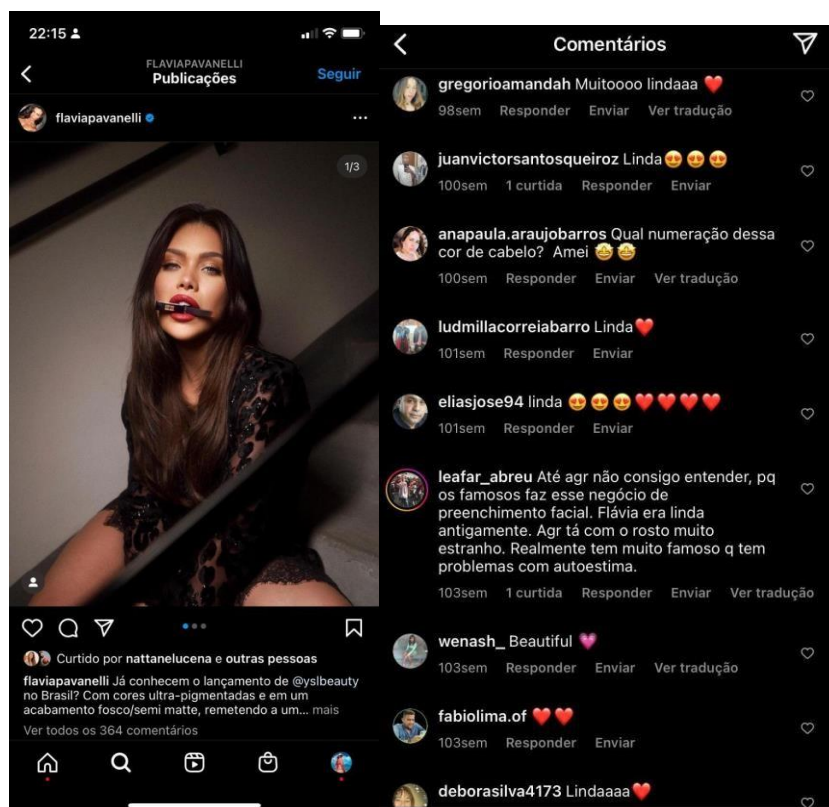 22:15
FLAVIAPAVANELLI
Publicações
Seguir
flaviapavanelli
1/3
Curtido por nattanelucena e outras pessoas
flaviapavanelli Já conhecem o lançamento de @yslbeauty
no Brasil? Com cores ultra-pigmentadas e em um
acabamento fosco/semi matte, remetendo a um... mais
Ver todos os 364 comentários
Comentários
gregorioamandah Muitoooo lindaaa ❤️
98sem Responder Enviar Ver tradução
juanvictorsantosqueiroz Linda😍😍😍
100sem 1 curtida Responder Enviar
anapaula.araujobarros Qual numeração dessa
cor de cabelo? Amei 🤩🤩
100sem Responder Enviar Ver tradução
ludmillacorreiabarro Linda❤️
101sem Responder Enviar
eliasjose94 linda 😍😍😍❤️❤️❤️❤️
101sem Responder Enviar
leafar_abreu Até agr não consigo entender, pq
os famosos faz esse negócio de
preenchimento facial. Flávia era linda
antigamente. Agr tá com o rosto muito
estranho. Realmente tem muito famoso q tem
problemas com autoestima.
103sem 1 curtida Responder Enviar Ver tradução
wenash_ Beautiful 💗
103sem Responder Enviar Ver tradução
fabiolima.of ❤️❤️
103sem Responder Enviar
deborasilva4173 Lindaaaa❤️